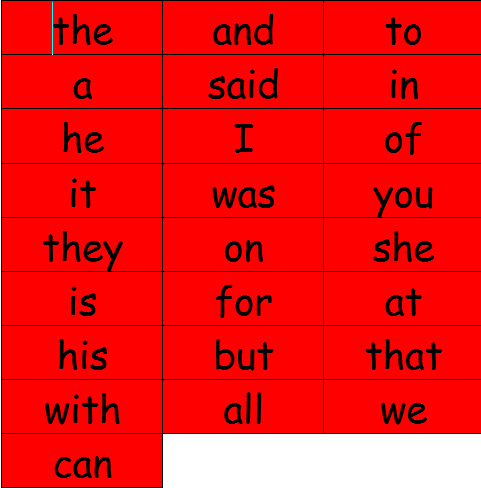 the and to
a said in
he I of
it was you
they on she
is for at
his but that
with all we
can